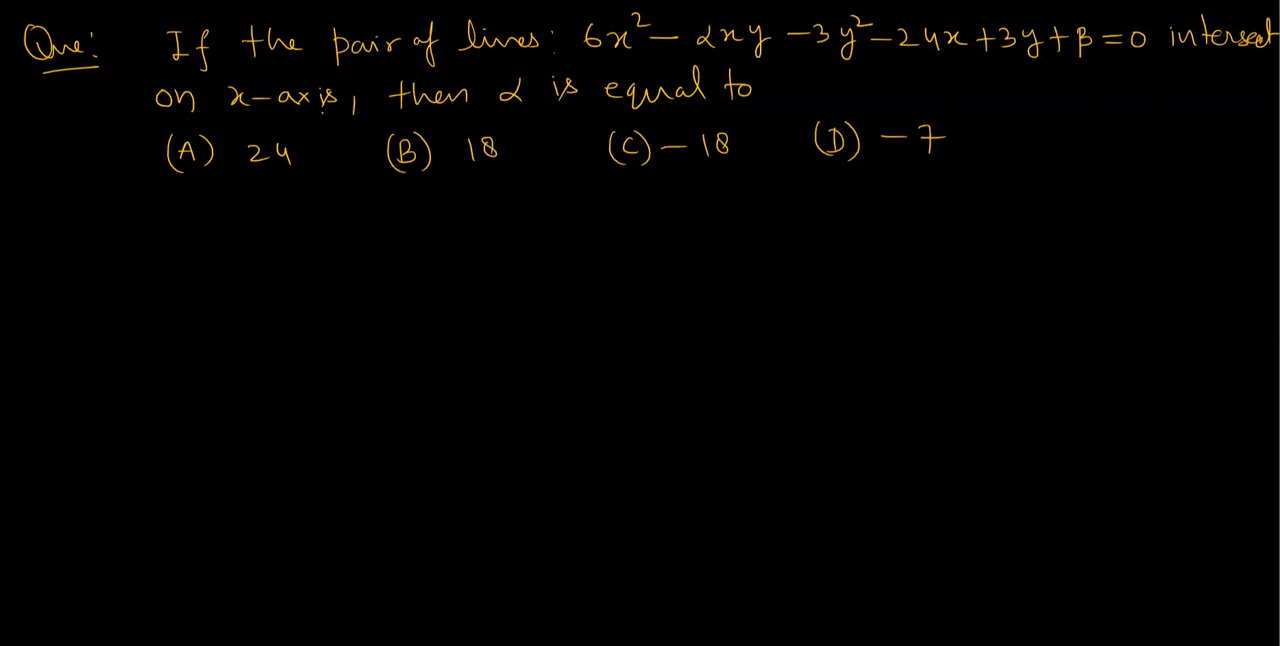 Que: If the pair of lines: 6x² - αxy - 3y² - 24x + 3y + β = 0 intersect
on x-axis, then α is equal to
(A) 24 (B) 18 (C) -18 (D) -7